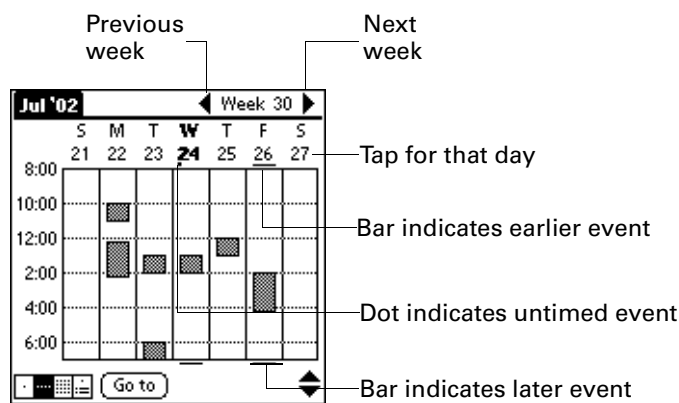 Previous week
Next week
Jul '02
Week 30
S M T W T F S
21 22 23 24 25 26 27
Tap for that day
8:00
10:00
Bar indicates earlier event
12:00
2:00
4:00
Dot indicates untimed event
6:00
Go to
Bar indicates later event